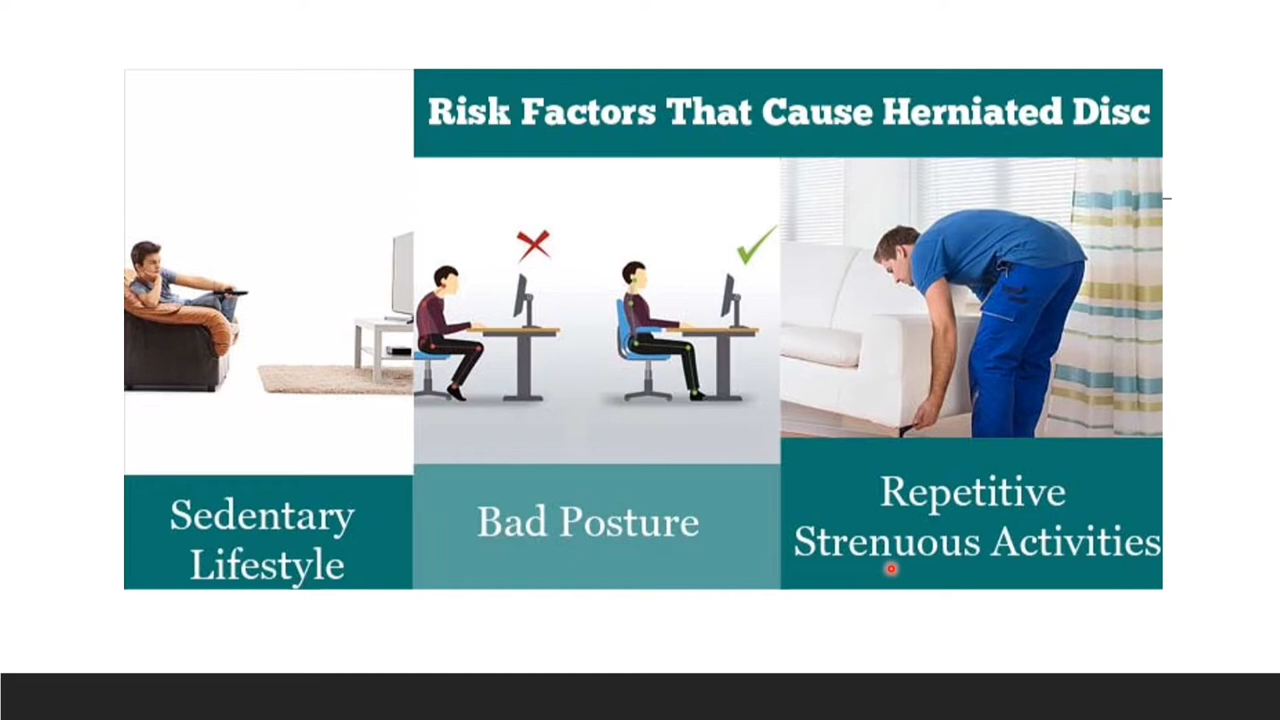 Risk Factors That Cause Herniated Disc
Sedentary
Lifestyle
Bad Posture
Repetitive
Strenuous Activities